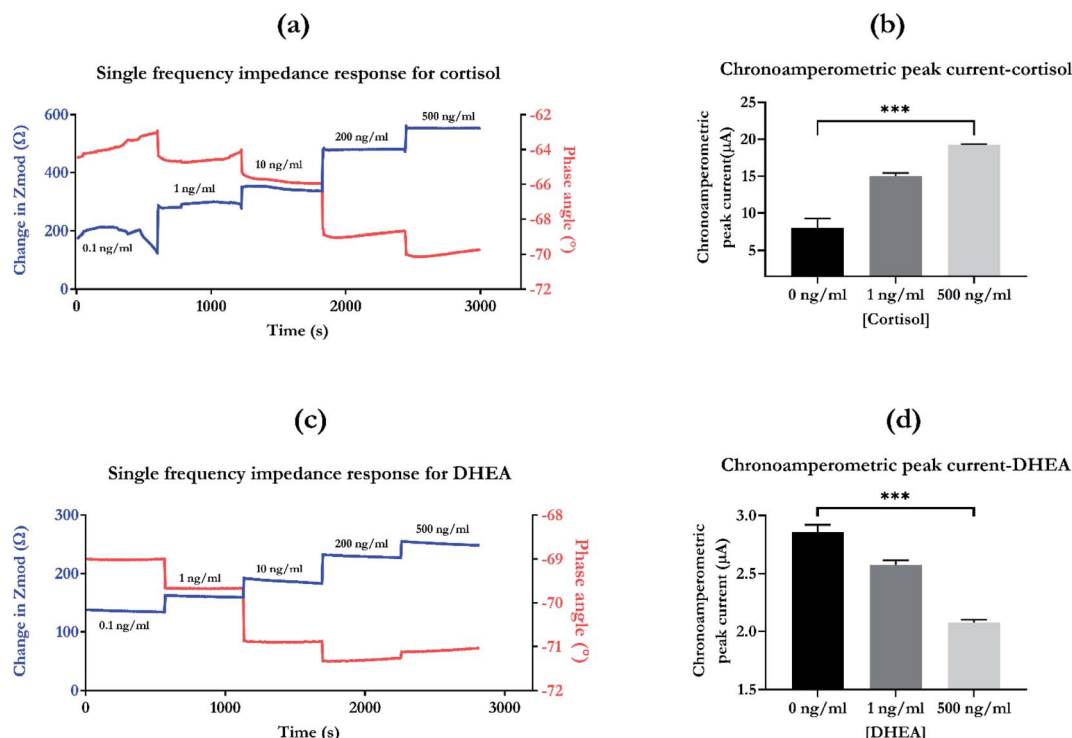 (a)
Single frequency impedance response for cortisol
Change in Zmod (Ω)
600
400
200
0
0.1 ng/ml
1 ng/ml
10 ng/ml
200 ng/ml
500 ng/ml
-62
-64
-66
-68
-70
-72
Phase angle (°)
0 1000 2000 3000
Time (s)
(b)
Chronoamperometric peak current-cortisol
Chronoamperometric
peak current(µA)
25
20
15
10
5
***
0 ng/ml 1 ng/ml 500 ng/ml
[Cortisol]
(c)
Single frequency impedance response for DHEA
Change in Zmod (Ω)
300
200
100
0
0.1 ng/ml
1 ng/ml
10 ng/ml
200 ng/ml
500 ng/ml
-68
-69
-70
-71
-72
Phase angle (°)
0 1000 2000 3000
Time (s)
(d)
Chronoamperometric peak current-DHEA
Chronoamperometric
peak current (µA)
3.0
2.5
2.0
1.5
***
0 ng/ml 1 ng/ml 500 ng/ml
[DHEA]